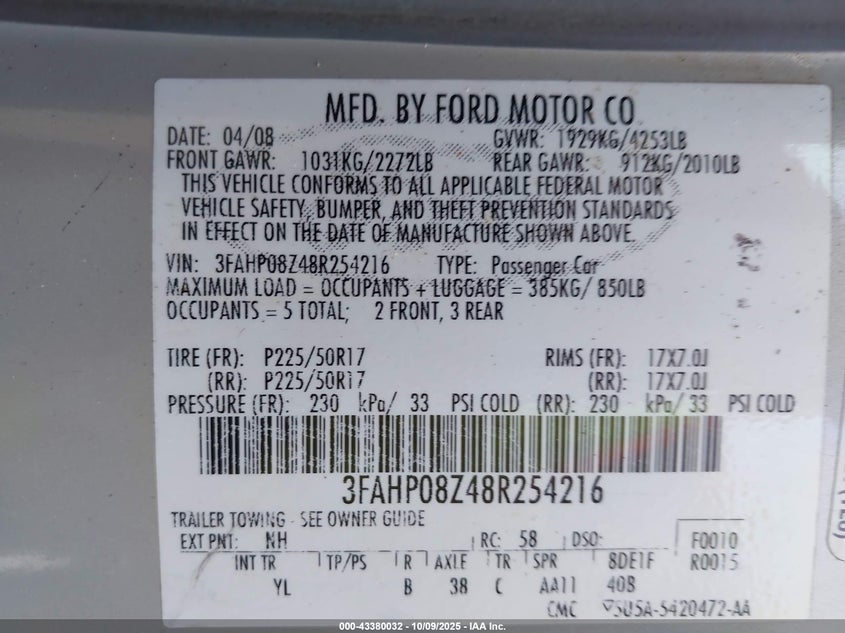 MFD. BY FORD MOTOR CO
DATE: 04/08 GVWR: 1929KG/4253LB
FRONT GAWR: 1031KG/2272LB REAR GAWR: 912KG/2010LB
THIS VEHICLE CONFORMS TO ALL APPLICABLE FEDERAL MOTOR
VEHICLE SAFETY, BUMPER, AND THEFT PREVENTION STANDARDS
IN EFFECT ON THE DATE OF MANUFACTURE SHOWN ABOVE.
VIN: 3FAHP08Z48R254216 TYPE: Passenger Car
MAXIMUM LOAD = OCCUPANTS + LUGGAGE = 385KG/ 850LB
OCCUPANTS = 5 TOTAL; 2 FRONT, 3 REAR
TIRE (FR): P225/50R17 RIMS (FR): 17X7.0J
(RR): P225/50R17 (RR): 17X7.0J
PRESSURE (FR): 230 kPa/ 33 PSI COLD (RR): 230 kPa/ 33 PSI COLD
3FAHP08Z48R254216
TRAILER TOWING - SEE OWNER GUIDE
EXT PNT: NH RC: 58 DSO: F0010
INT TR TP/PS R AXLE TR SPR 8DE1F R0015
YL B 38 C AA11 408
CMC 5U5A-5420472-AA
000-43380032 - 10/09/2025 - IAA Inc.